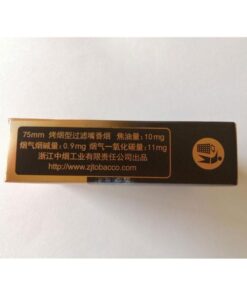 75mm 烤烟型过滤嘴香烟 焦油量：10mg
烟气烟碱量：0.9mg 烟气一氧化碳量：11mg
浙江中烟工业有限责任公司出品
http://www.zjtobacco.com